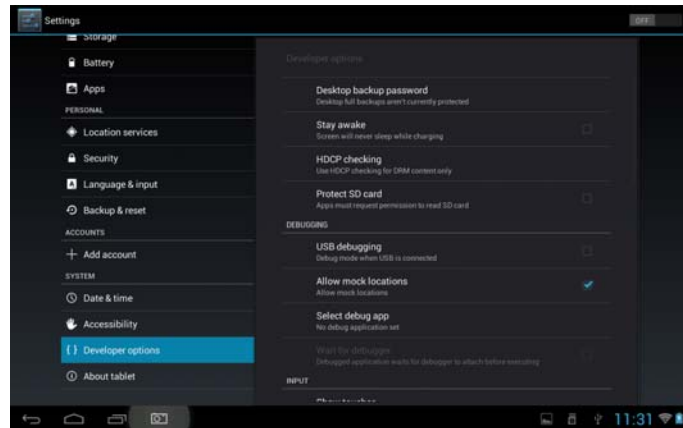 Settings
OFF
Storage
Battery
Apps
PERSONAL
Location services
Security
Language & input
Backup & reset
ACCOUNTS
Add account
SYSTEM
Date & time
Accessibility
{ } Developer options
About tablet
Developer options
Desktop backup password
Desktop full backups aren't currently protected
Stay awake
Screen will never sleep while charging
HDCP checking
Use HDCP checking for DRM content only
Protect SD card
Apps must request permission to read SD card
DEBUGGING
USB debugging
Debug mode when USB is connected
Allow mock locations
Allow mock locations
Select debug app
No debug application set
Wait for debugger
Debugged application waits for debugger to attach before executing
INPUT
Show touches
11:31